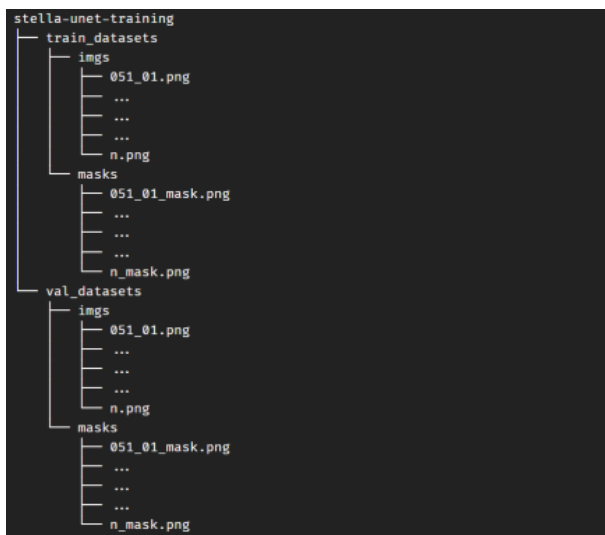 stella-unet-training
├── train_datasets
│   ├── imgs
│   │   ├── 051_01.png
│   │   ├── ...
│   │   ├── ...
│   │   ├── ...
│   │   └── n.png
│   └── masks
│       ├── 051_01_mask.png
│       ├── ...
│       ├── ...
│       ├── ...
│       └── n_mask.png
└── val_datasets
    ├── imgs
    │   ├── 051_01.png
    │   ├── ...
    │   ├── ...
    │   ├── ...
    │   └── n.png
    └── masks
        ├── 051_01_mask.png
        ├── ...
        ├── ...
        ├── ...
        └── n_mask.png